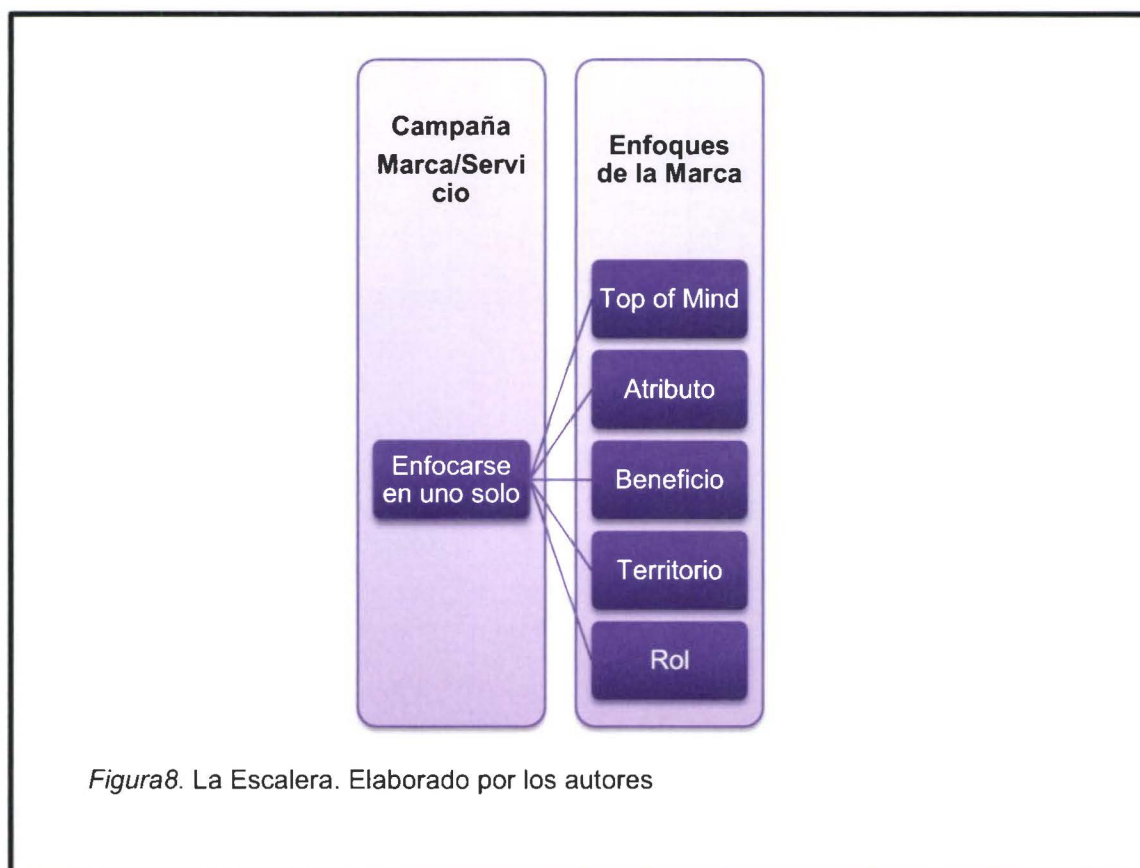 Campaña
Marca/Servi
cio
Enfoques
de la Marca
Top of Mind
Atributo
Enfocarse
en uno solo
Beneficio
Territorio
Rol
Figura8. La Escalera. Elaborado por los autores